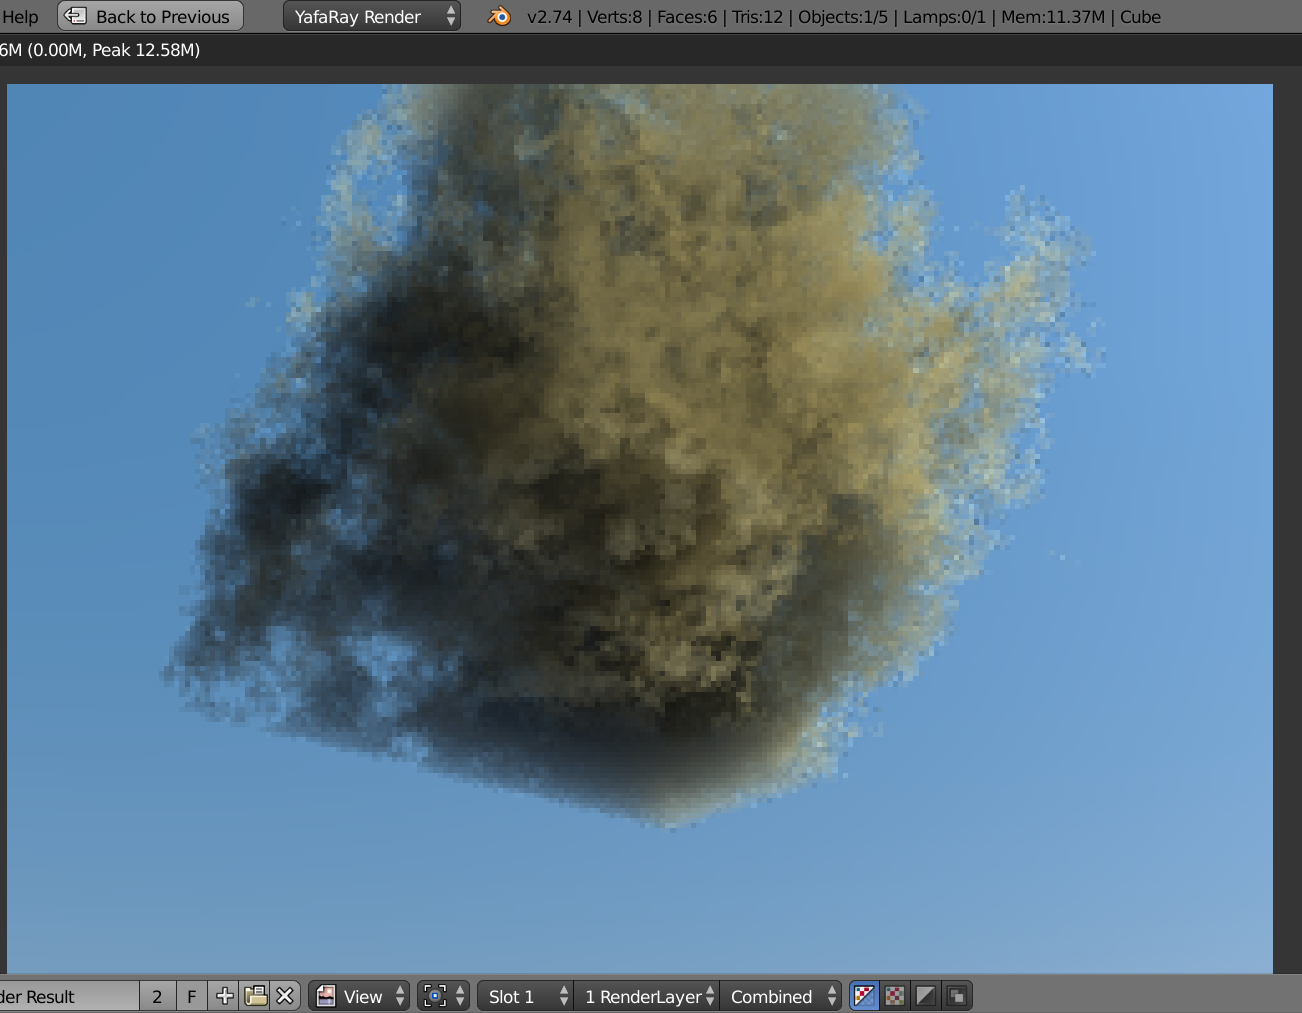 Help Back to Previous YafaRay Render v2.74 | Verts:8 | Faces:6 | Tris:12 | Objects:1/5 | Lamps:0/1 | Mem:11.37M | Cube
6M (0.00M, Peak 12.58M)
der Result 2 F View Slot 1 1 RenderLayer Combined